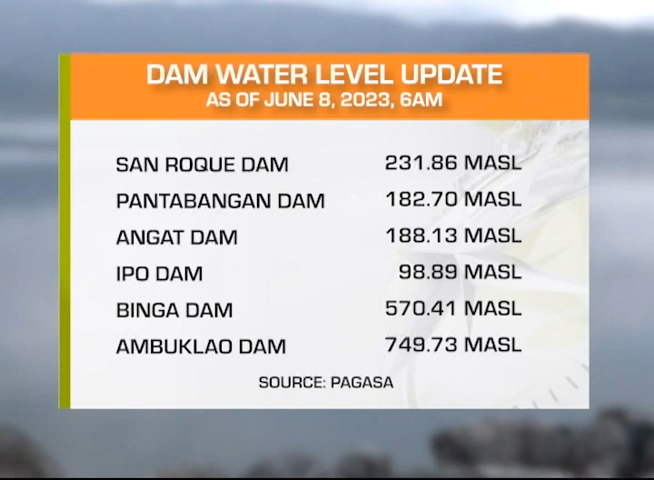 DAM WATER LEVEL UPDATE
AS OF JUNE 8, 2023, 6AM
SAN ROQUE DAM 231.86 MASL
PANTABANGAN DAM 182.70 MASL
ANGAT DAM 188.13 MASL
IPO DAM 98.89 MASL
BINGA DAM 570.41 MASL
AMBUKLAO DAM 749.73 MASL
SOURCE: PAGASA